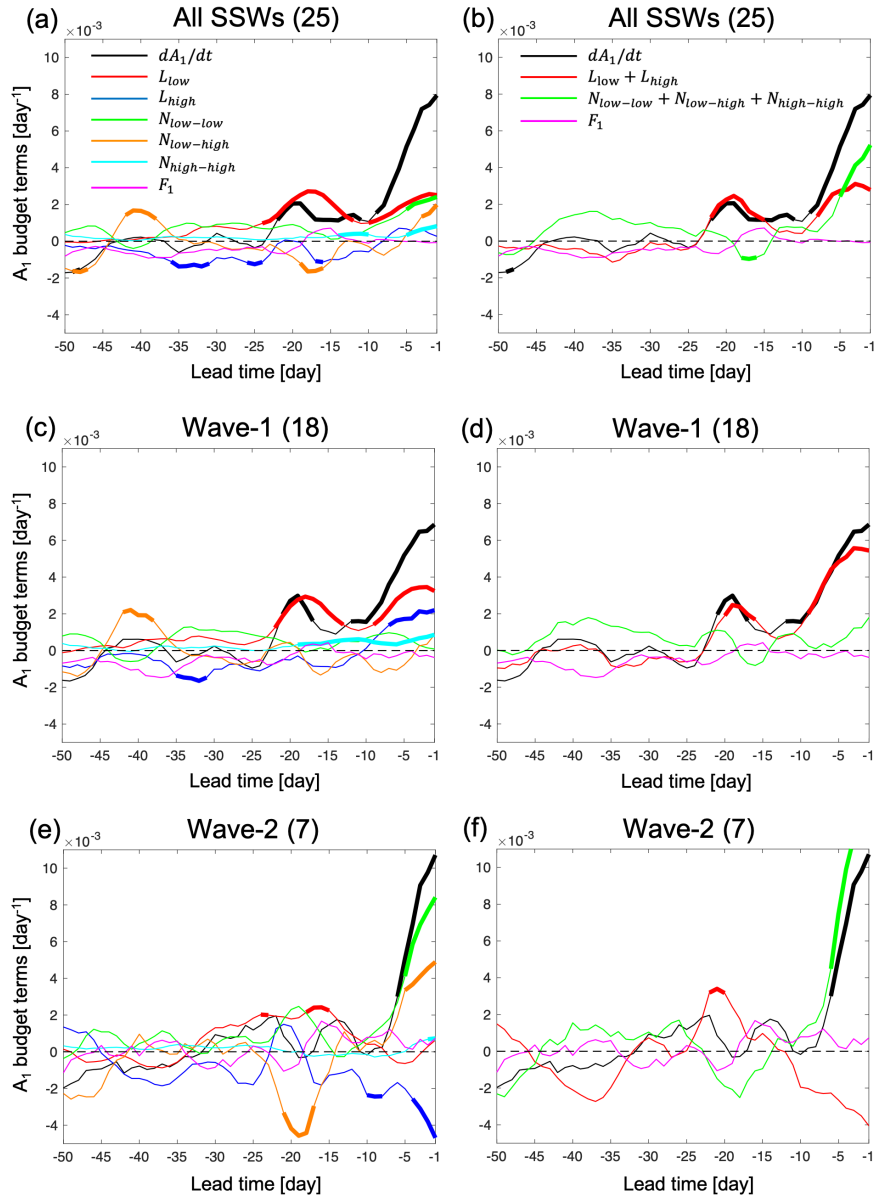 (a) All SSWs (25)
×10⁻³
10
8
6
4
2
0
-2
-4
A₁ budget terms [day⁻¹]
dA₁/dt
L_low
L_high
N_low−low
N_low−high
N_high−high
F₁
-50 -45 -40 -35 -30 -25 -20 -15 -10 -5 -1
Lead time [day]
(b) All SSWs (25)
×10⁻³
10
8
6
4
2
0
-2
-4
dA₁/dt
L_low + L_high
N_low−low + N_low−high + N_high−high
F₁
-50 -45 -40 -35 -30 -25 -20 -15 -10 -5 -1
Lead time [day]
(c) Wave-1 (18)
×10⁻³
10
8
6
4
2
0
-2
-4
A₁ budget terms [day⁻¹]
-50 -45 -40 -35 -30 -25 -20 -15 -10 -5 -1
Lead time [day]
(d) Wave-1 (18)
×10⁻³
10
8
6
4
2
0
-2
-4
-50 -45 -40 -35 -30 -25 -20 -15 -10 -5 -1
Lead time [day]
(e) Wave-2 (7)
×10⁻³
10
8
6
4
2
0
-2
-4
A₁ budget terms [day⁻¹]
-50 -45 -40 -35 -30 -25 -20 -15 -10 -5 -1
Lead time [day]
(f) Wave-2 (7)
×10⁻³
10
8
6
4
2
0
-2
-4
-50 -45 -40 -35 -30 -25 -20 -15 -10 -5 -1
Lead time [day]